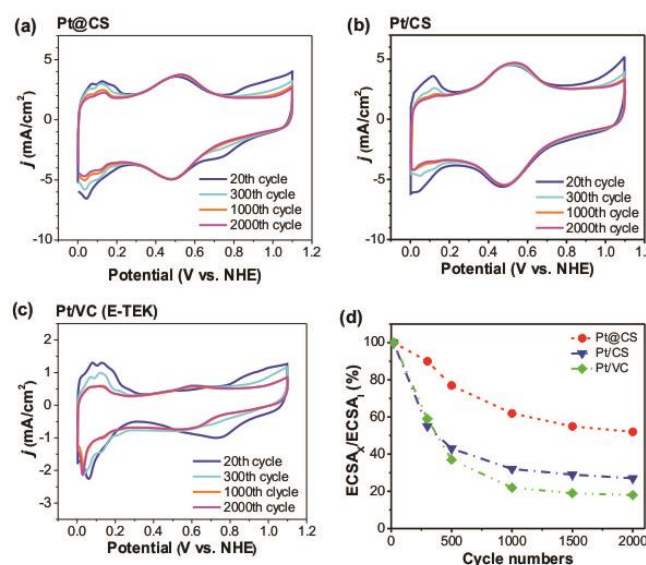 (a) Pt@CS
j (mA/cm²)
5
0
-5
-10
20th cycle
300th cycle
1000th cycle
2000th cycle
0.0 0.2 0.4 0.6 0.8 1.0 1.2
Potential (V vs. NHE)
(b) Pt/CS
j (mA/cm²)
5
0
-5
-10
20th cycle
300th cycle
1000th cycle
2000th cycle
0.0 0.2 0.4 0.6 0.8 1.0 1.2
Potential (V vs. NHE)
(c) Pt/VC (E-TEK)
j (mA/cm²)
2
1
0
-1
-2
-3
20th cycle
300th cycle
1000th clycle
2000th cycle
0.0 0.2 0.4 0.6 0.8 1.0 1.2
Potential (V vs. NHE)
(d)
ECSAX/ECSAI (%)
100
80
60
40
20
0
Pt@CS
Pt/CS
Pt/VC
0 500 1000 1500 2000
Cycle numbers